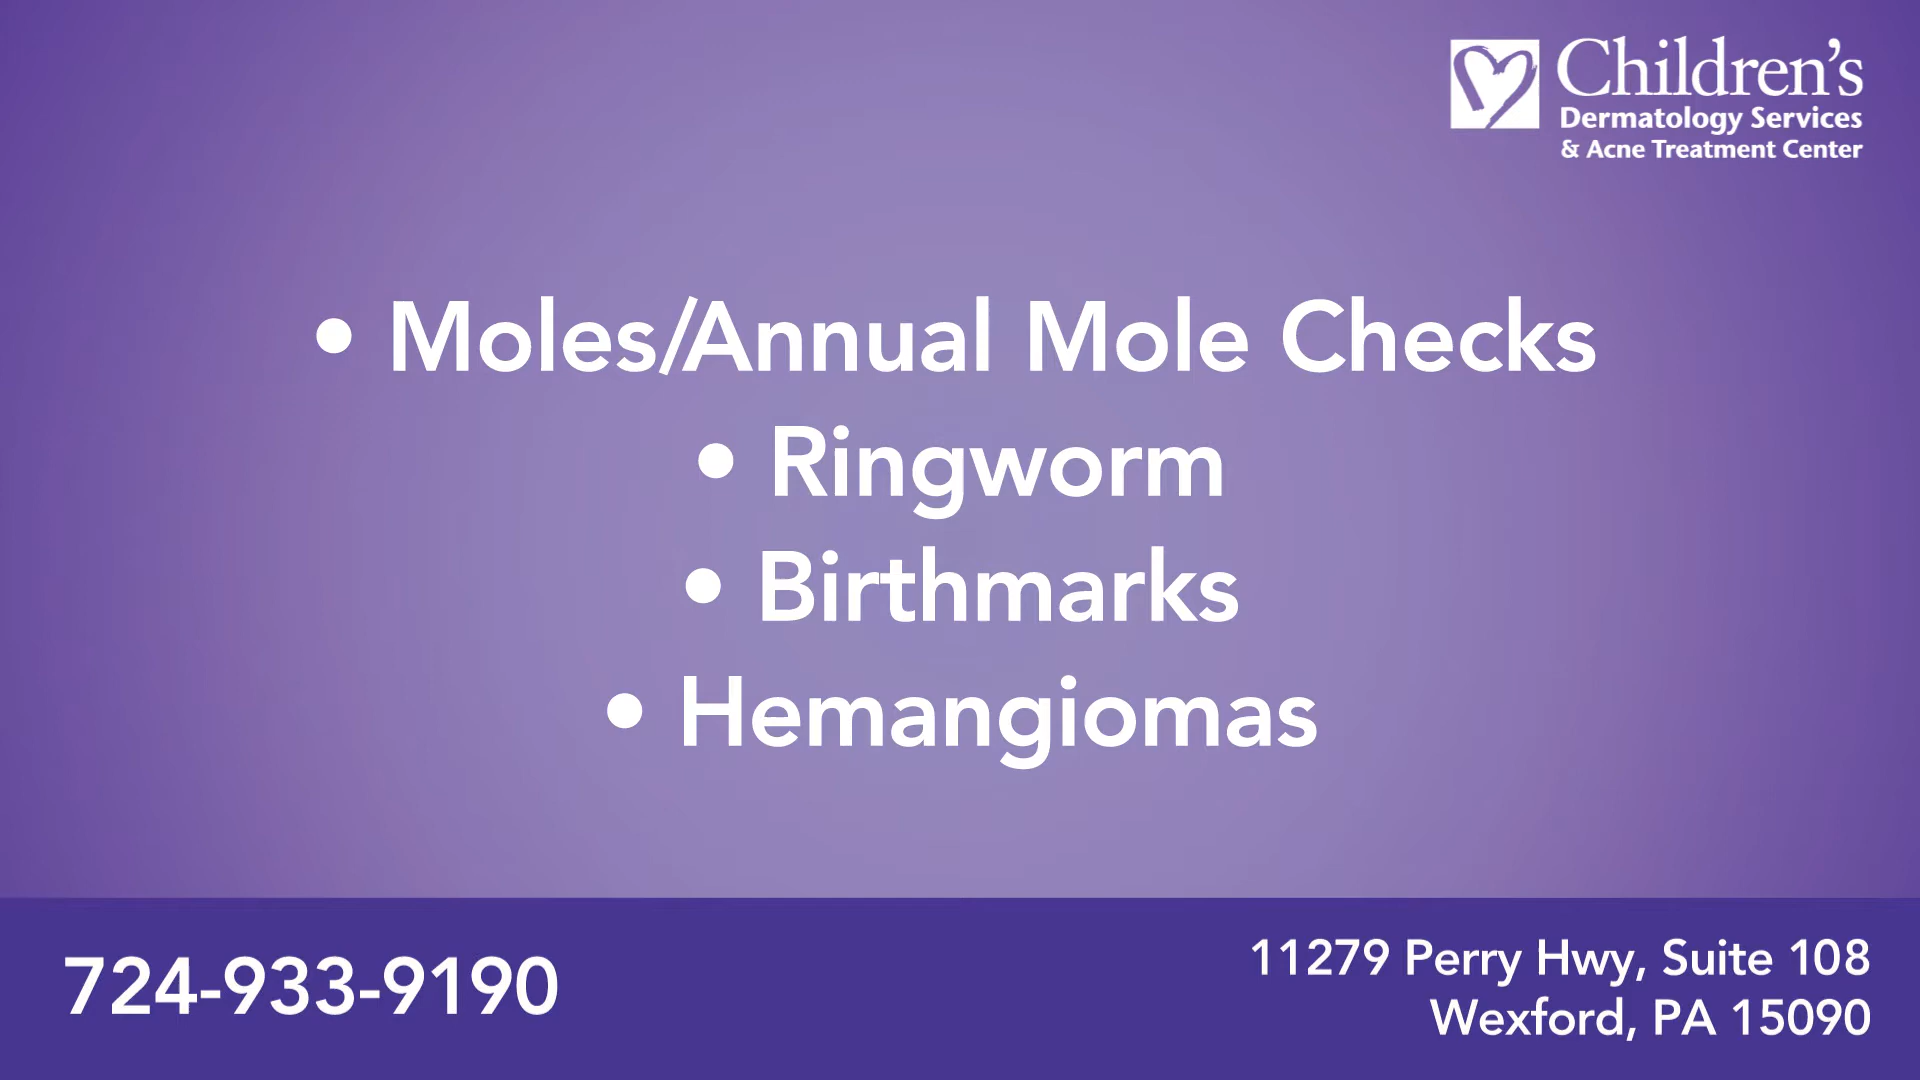 Children's
Dermatology Services
& Acne Treatment Center
• Moles/Annual Mole Checks
• Ringworm
• Birthmarks
• Hemangiomas
724-933-9190
11279 Perry Hwy, Suite 108
Wexford, PA 15090